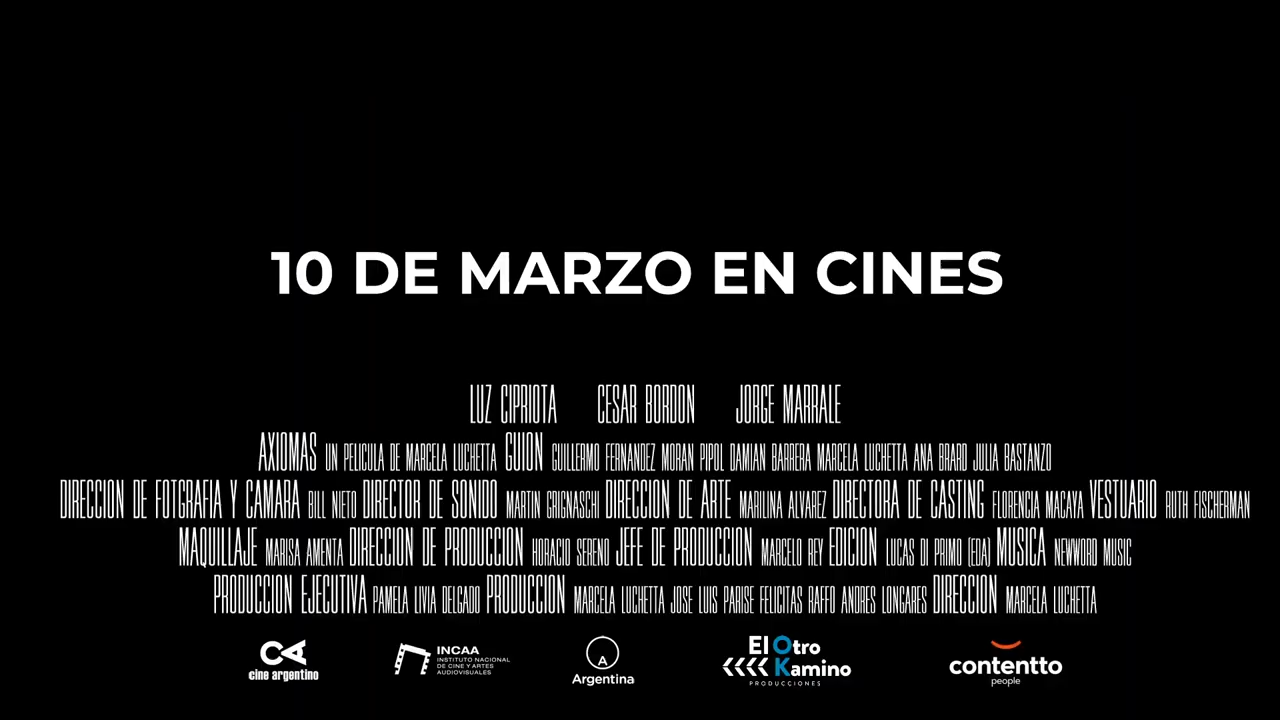 10 DE MARZO EN CINES
LUZ CIPRIOTA CESAR BORDON JORGE MARRALE
AXIOMAS UN PELICULA DE MARCELA LUCHETTA GUION GUILLERMO FERNANDEZ MORAN PIPOL DAMIAN BARRERA MARCELA LUCHETTA ANA BRARD JULIA BASTANZO
DIRECCION DE FOTGRAFIA Y CAMARA BILL NIETO DIRECTOR DE SONIDO MARTIN GRIGNASCHI DIRECCION DE ARTE MARILINA ALVAREZ DIRECTORA DE CASTING FLORENCIA MACAYA VESTUARIO RUTH FISCHERMAN
MAQUILLAJE MARISA AMENTA DIRECCION DE PRODUCCION HORACIO SERENO JEFE DE PRODUCCION MARCELO REY EDICION LUCAS DI PRIMO (EDA) MUSICA NEWWORD MUSIC
PRODUCCION EJECUTIVA PAMELA LIVIA DELGADO PRODUCCION MARCELA LUCHETTA JOSE LUIS PARISE FELICITAS RAFFO ANDRES LONGARES DIRECCION MARCELA LUCHETTA
CA
cine argentino
INCAA
INSTITUTO NACIONAL
DE CINE Y ARTES
AUDIOVISUALES
A
Argentina
El Otro
Kamino
PRODUCCIONES
contentto
people